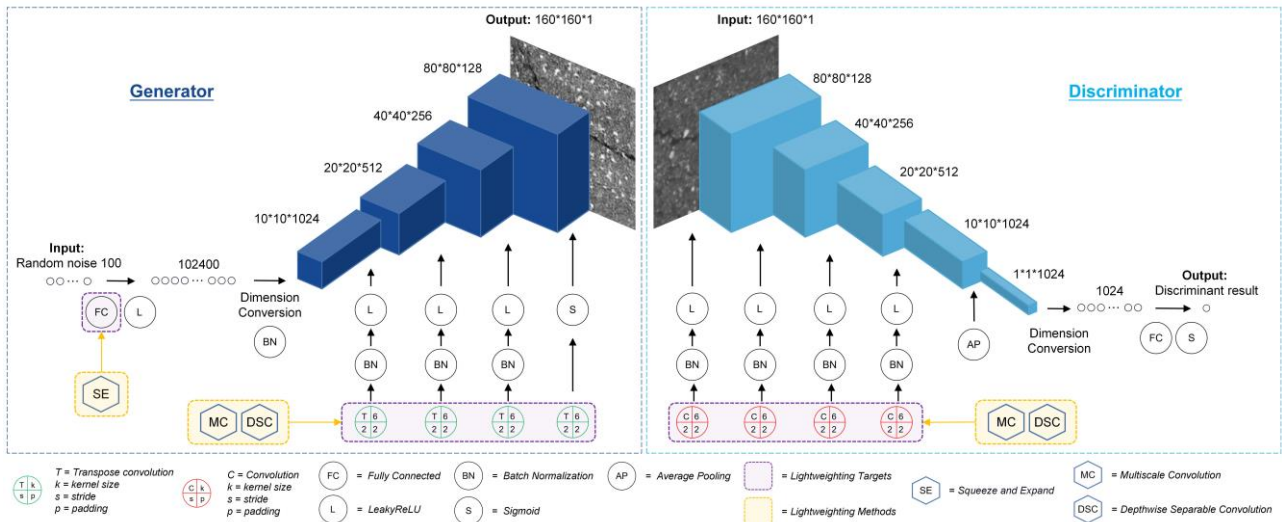 Generator
Output: 160*160*1
80*80*128
40*40*256
20*20*512
10*10*1024
Input:
Random noise 100
102400
Dimension
Conversion
FC
L
BN
SE
L
L
L
S
BN
BN
BN
MC
DSC
T 6
2 2
T 6
2 2
T 6
2 2
T 6
2 2
Input: 160*160*1
Discriminator
80*80*128
40*40*256
20*20*512
10*10*1024
1*1*1024
1024
Output:
Discriminant result
Dimension
Conversion
FC
S
L
L
L
L
AP
BN
BN
BN
BN
C 6
2 2
C 6
2 2
C 6
2 2
C 6
2 2
MC
DSC
T k
s p
T = Transpose convolution
k = kernel size
s = stride
p = padding
C k
s p
C = Convolution
k = kernel size
s = stride
p = padding
FC = Fully Connected
L = LeakyReLU
BN = Batch Normalization
S = Sigmoid
AP = Average Pooling
= Lightweighting Targets
= Lightweighting Methods
SE = Squeeze and Expand
MC = Multiscale Convolution
DSC = Depthwise Separable Convolution